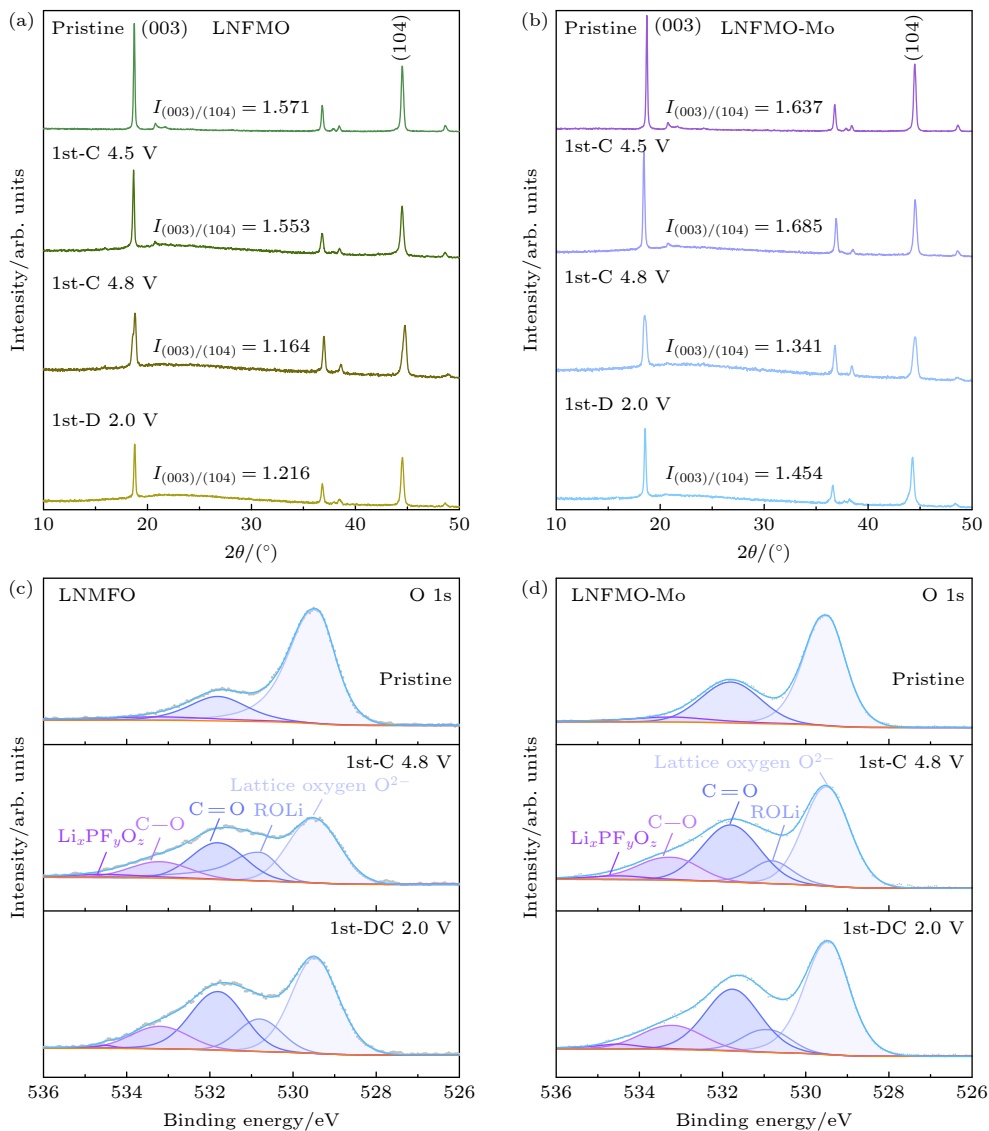 (a)
Pristine (003) LNFMO
(104)
I(003)/(104) = 1.571
1st-C 4.5 V
I(003)/(104) = 1.553
1st-C 4.8 V
I(003)/(104) = 1.164
1st-D 2.0 V
I(003)/(104) = 1.216
Intensity/arb. units
10 20 30 40 50
2θ/(°)
(b)
Pristine (003) LNFMO-Mo
(104)
I(003)/(104) = 1.637
1st-C 4.5 V
I(003)/(104) = 1.685
1st-C 4.8 V
I(003)/(104) = 1.341
1st-D 2.0 V
I(003)/(104) = 1.454
Intensity/arb. units
10 20 30 40 50
2θ/(°)
(c)
LNMFO O 1s
Pristine
1st-C 4.8 V
Lattice oxygen O²⁻
C=O ROLi
C−O
LixPFyOz
1st-DC 2.0 V
Intensity/arb. units
536 534 532 530 528 526
Binding energy/eV
(d)
LNFMO-Mo O 1s
Pristine
1st-C 4.8 V
Lattice oxygen O²⁻
C=O
ROLi
C−O
LixPFyOz
1st-DC 2.0 V
Intensity/arb. units
536 534 532 530 528 526
Binding energy/eV